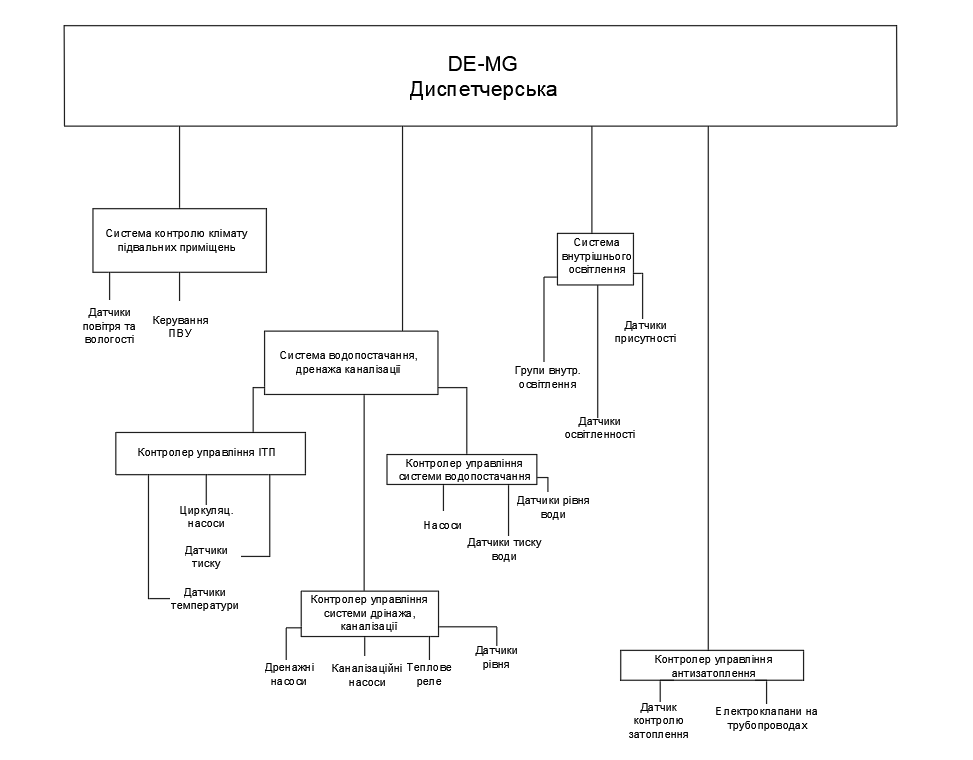 DE-MG
Диспетчерська
Система контролю клімату
підвальних приміщень
Датчики
повітря та
вологості
Керування
ПВУ
Система
внутрішнього
освітлення
Групи внутр.
освітлення
Датчики
освітленності
Датчики
присутності
Система водопостачання,
дренажа каналізації
Контролер управління ІТП
Циркуляц.
насоси
Датчики
тиску
Датчики
температури
Контролер управління
системи водопостачання
Насоси
Датчики тиску
води
Датчики рівня
води
Контролер управління
системи дрінажа,
каналізації
Дренажні
насоси
Каналізаційні
насоси
Теплове
реле
Датчики
рівня
Контролер управління
антизатоплення
Датчик
контролю
затоплення
Електроклапани на
трубопроводах